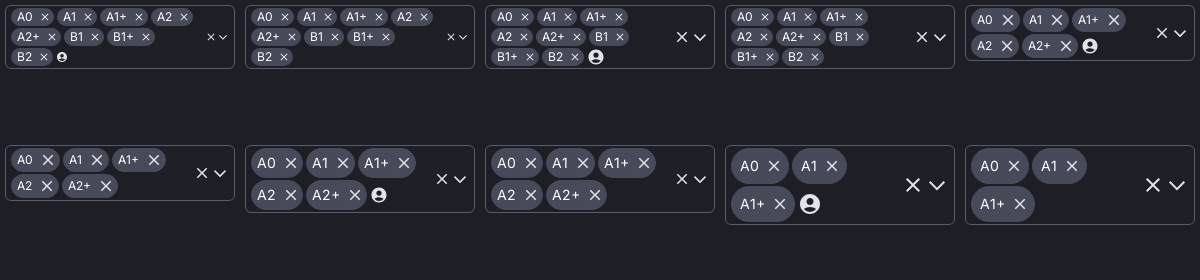 A0 A1 A1+ A2
A2+ B1 B1+
B2
A0 A1 A1+ A2
A2+ B1 B1+
B2
A0 A1 A1+
A2 A2+ B1
B1+ B2
A0 A1 A1+
A2 A2+ B1
B1+ B2
A0 A1 A1+
A2 A2+
A0 A1 A1+
A2 A2+
A0 A1 A1+
A2 A2+
A0 A1 A1+
A2 A2+
A0 A1
A1+
A0 A1
A1+